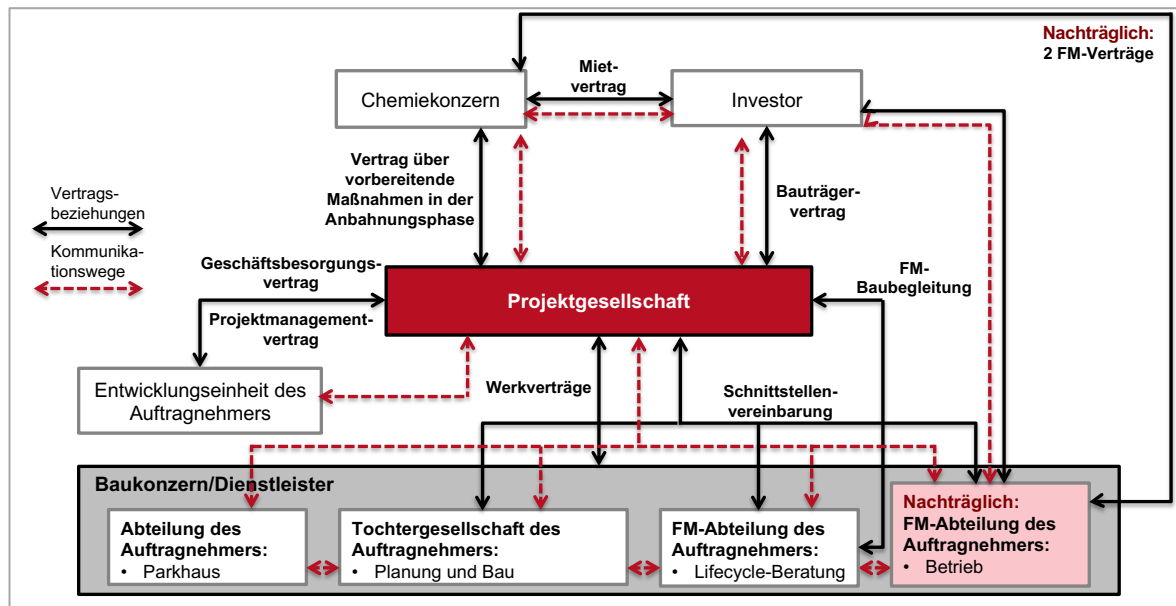 Nachträglich:
2 FM-Verträge
Miet-
vertrag
Chemiekonzern
Investor
Vertrag über
vorbereitende
Maßnahmen in der
Anbahnungsphase
Bauträger-
vertrag
Vertrags-
beziehungen
Kommunika-
tionswege
Geschäftsbesorgungs-
vertrag
FM-
Baubegleitung
Projektgesellschaft
Projektmanagement-
vertrag
Entwicklungseinheit des
Auftragnehmers
Werkverträge
Schnittstellen-
vereinbarung
Baukonzern/Dienstleister
Abteilung des
Auftragnehmers:
• Parkhaus
Tochtergesellschaft des
Auftragnehmers:
• Planung und Bau
FM-Abteilung des
Auftragnehmers:
• Lifecycle-Beratung
Nachträglich:
FM-Abteilung des
Auftragnehmers:
• Betrieb